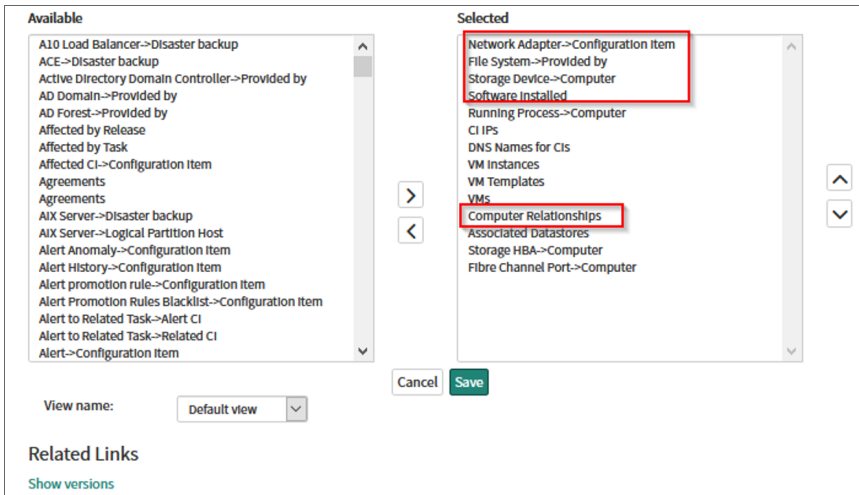 Available
A10 Load Balancer->Disaster backup
ACE->Disaster backup
Active Directory Domain Controller->Provided by
AD Domain->Provided by
AD Forest->Provided by
Affected by Release
Affected by Task
Affected CI->Configuration Item
Agreements
Agreements
AIX Server->Disaster backup
AIX Server->Logical Partition Host
Alert Anomaly->Configuration Item
Alert History->Configuration Item
Alert promotion rule->Configuration Item
Alert Promotion Rules Blacklist->Configuration Item
Alert to Related Task->Alert CI
Alert to Related Task->Related CI
Alert->Configuration Item
Selected
Network Adapter->Configuration Item
File System->Provided by
Storage Device->Computer
Software Installed
Running Process->Computer
CI IPs
DNS Names for CIs
VM Instances
VM Templates
VMs
Computer Relationships
Associated Datastores
Storage HBA->Computer
Fibre Channel Port->Computer
Cancel
Save
View name:
Default view
Related Links
Show versions